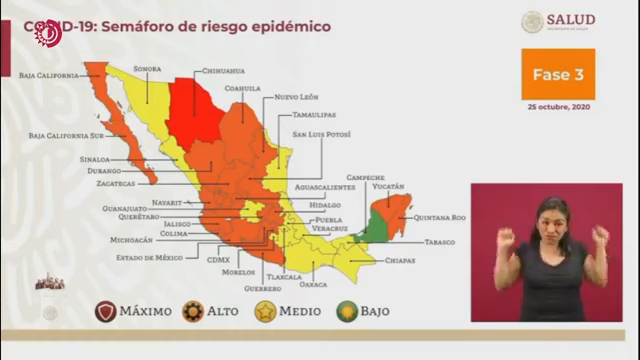 COVID-19: Semáforo de riesgo epidémico
SALUD
SECRETARÍA DE SALUD
Fase 3
25 octubre, 2020
Baja California
Sonora
Chihuahua
Coahuila
Nuevo León
Tamaulipas
San Luis Potosí
Baja California Sur
Sinaloa
Durango
Zacatecas
Aguascalientes
Campeche
Yucatán
Nayarit
Hidalgo
Guanajuato
Querétaro
Puebla
Quintana Roo
Jalisco
Veracruz
Colima
Michoacán
Tabasco
Estado de México
CDMX
Chiapas
Morelos
Tlaxcala
Guerrero
Oaxaca
Máximo
Alto
Medio
Bajo